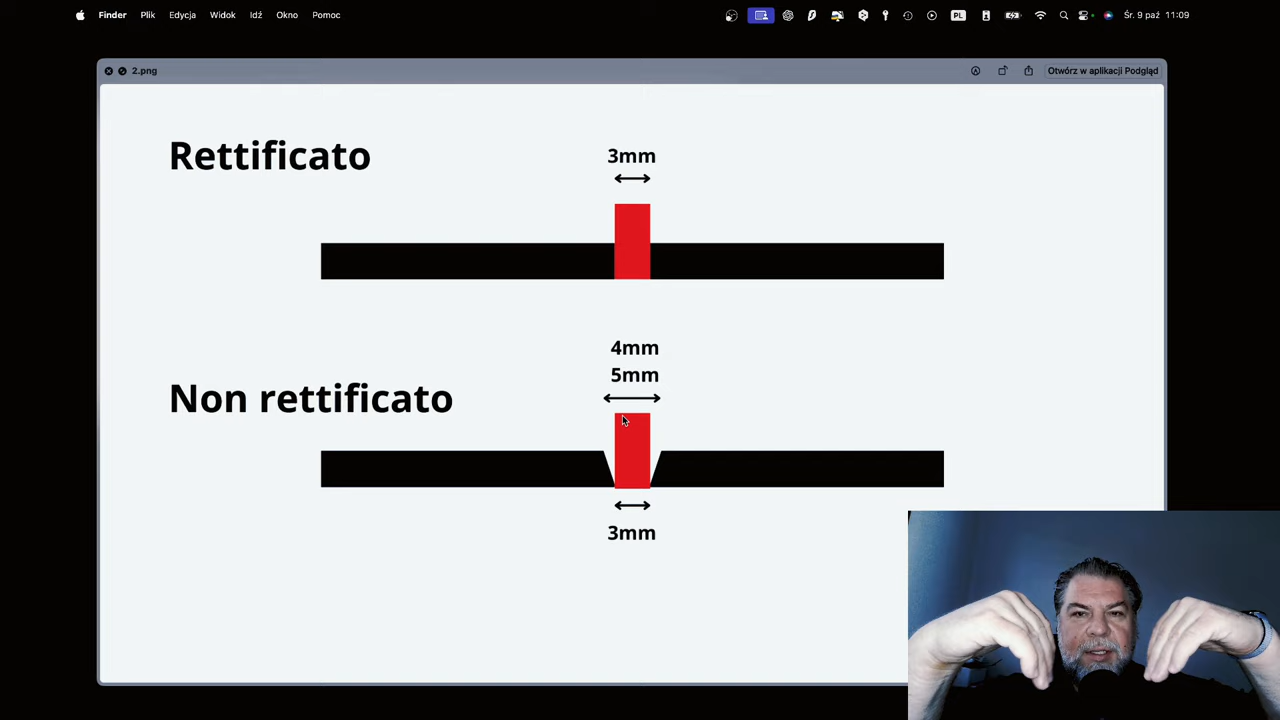 Finder Plik Edycja Widok Idź Okno Pomoc PL Śr. 9 paź 11:09
2.png Otwórz w aplikacji Podgląd
Rettificato
3mm
4mm
5mm
Non rettificato
3mm